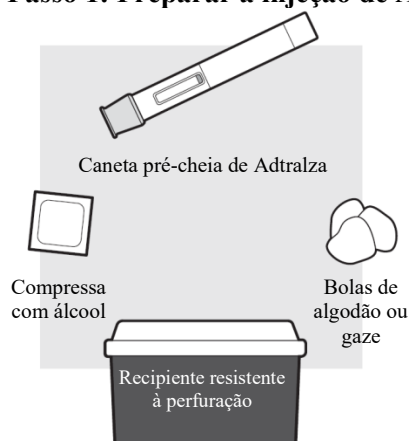 Caneta pré-cheia de Adtralza
Compressa
com álcool
Bolas de
algodão ou
gaze
Recipiente resistente
à perfuração